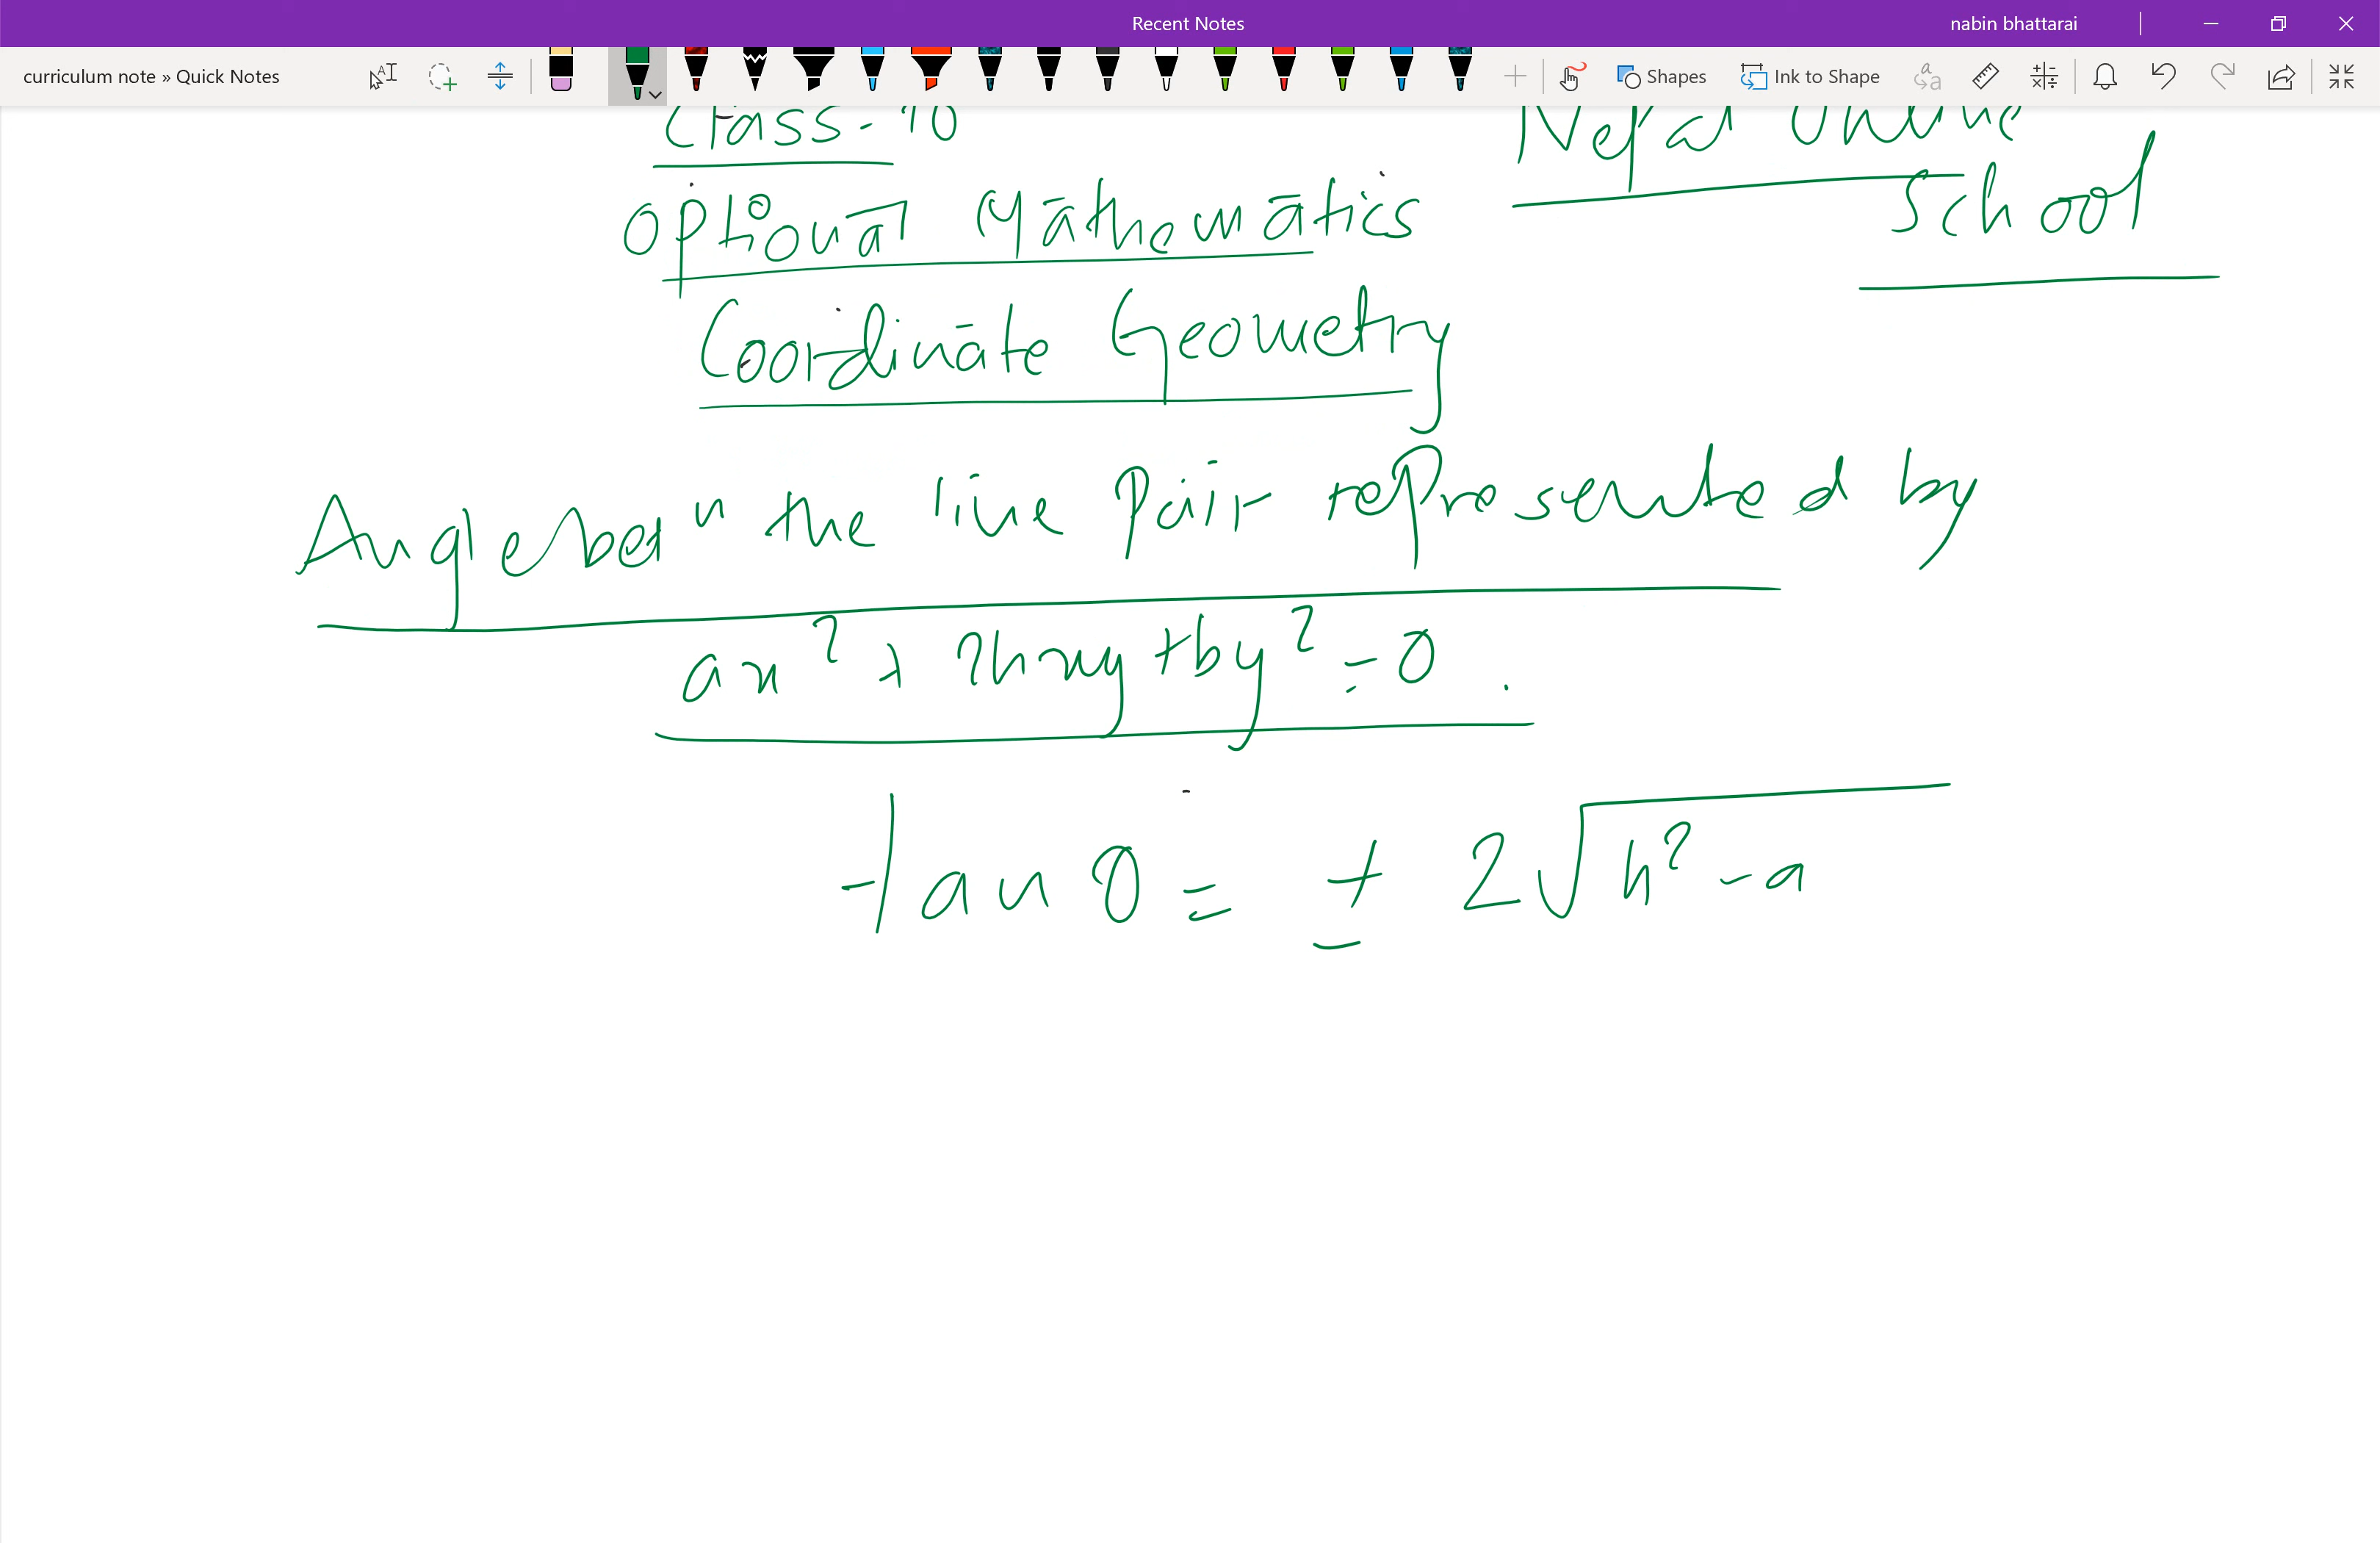 Recent Notes
nabin bhattarai
curriculum note » Quick Notes
Shapes
Ink to Shape
Class-10
Nepal Online
School
Optional Mathematics
Coordinate Geometry
Angle betⁿ the line Pair represented by
ax² + 2hxy + by² = 0.
tan θ = ± 2√h² - a